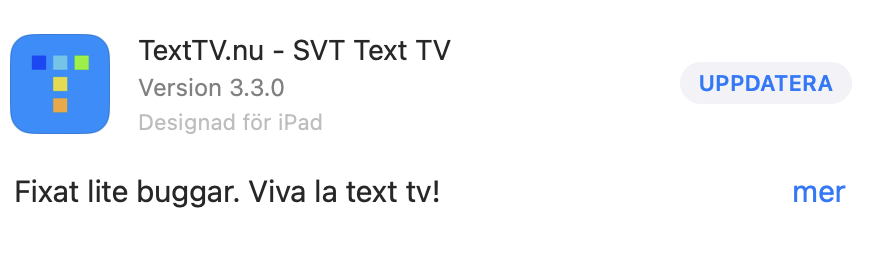 TextTV.nu - SVT Text TV
Version 3.3.0
Designad för iPad
UPPDATERA
Fixat lite buggar. Viva la text tv!
mer